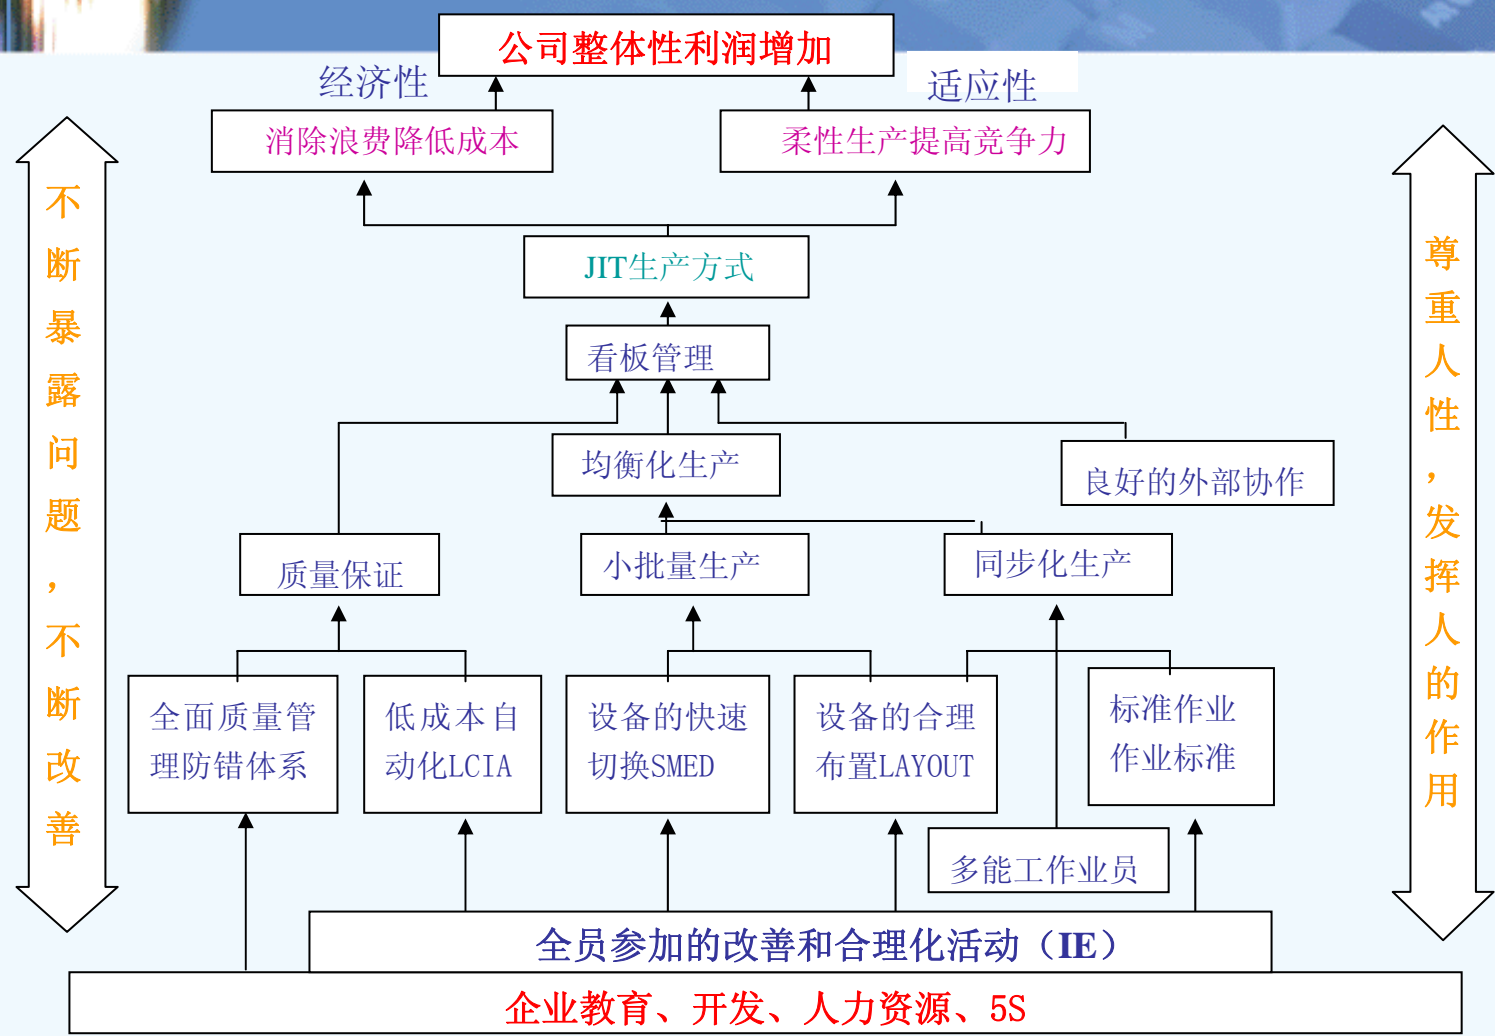 公司整体性利润增加
经济性
适应性
消除浪费降低成本
柔性生产提高竞争力
JIT生产方式
看板管理
均衡化生产
良好的外部协作
质量保证
小批量生产
同步化生产
全面质量管
理防错体系
低成本自
动化LCIA
设备的快速
切换SMED
设备的合理
布置LAYOUT
标准作业
作业标准
多能工作业员
全员参加的改善和合理化活动（IE）
企业教育、开发、人力资源、5S
不断暴露问题，不断改善
尊重人性，发挥人的作用